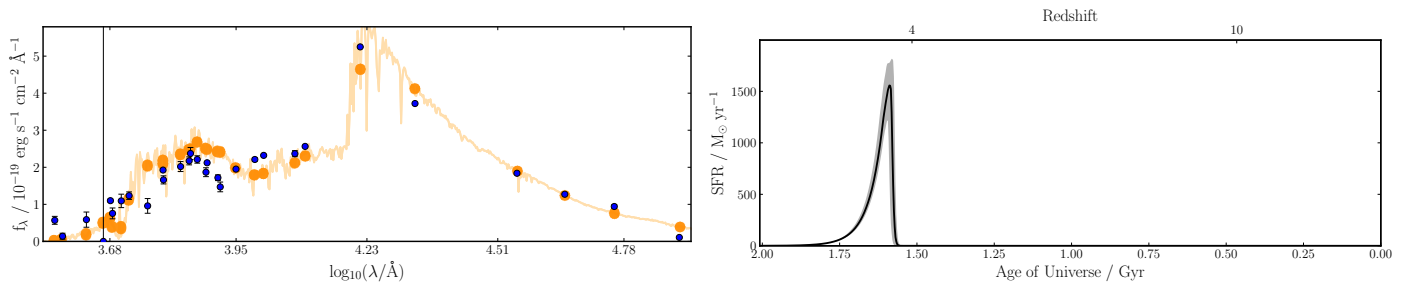 f_λ / 10⁻¹⁹ erg s⁻¹ cm⁻² Å⁻¹
5
4
3
2
1
0
3.68 3.95 4.23 4.51 4.78
log₁₀(λ/Å)
Redshift
4 10
SFR / M⊙ yr⁻¹
1500
1000
500
0
2.00 1.75 1.50 1.25 1.00 0.75 0.50 0.25 0.00
Age of Universe / Gyr